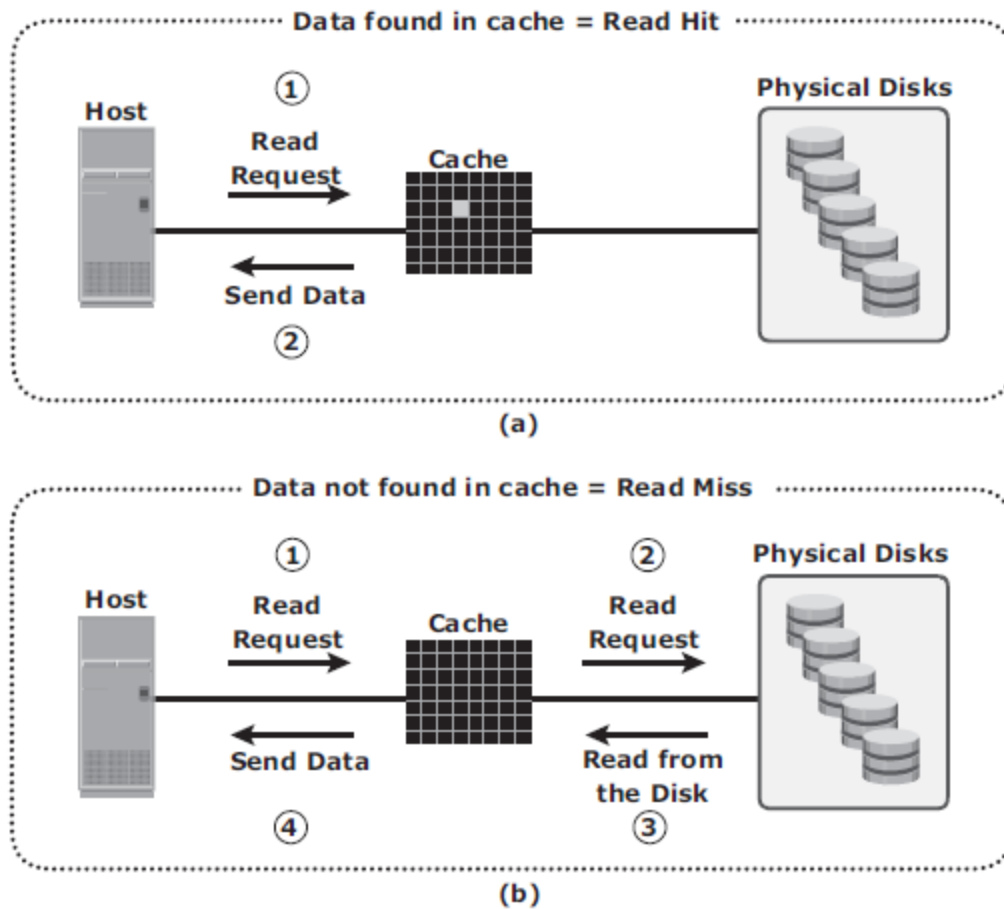 Data found in cache = Read Hit
①
Physical Disks
Host
Read
Request
Cache
Send Data
②
(a)
Data not found in cache = Read Miss
①
②
Physical Disks
Host
Read
Request
Cache
Read
Request
Send Data
Read from
the Disk
④
③
(b)